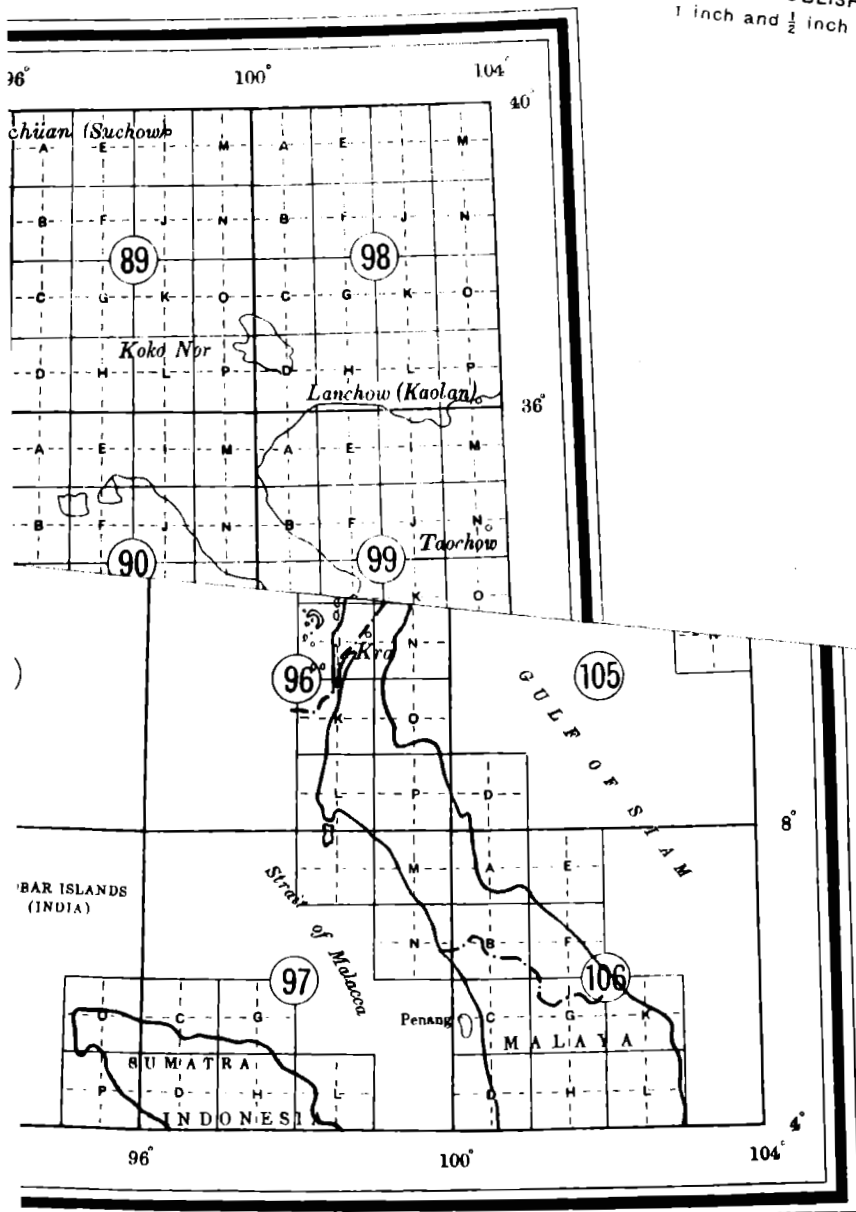 1 inch and ½ inch
96° 100° 104°
40°
chüan (Suchow)
A E M A E M
B F J N B F J N
89 98
C G K O C G K O
Koko Nor
D H L P D H L P
Lanchow (Kaolan)
36°
A E I M A E I M
B F J N B F J N
Taochow
90 99
K O
J N
Kra
96 105
GULF OF SIAM
K O
L P D
8°
I M A E
BAR ISLANDS
(INDIA)
Strait of Malacca
N B F
97 106
O C G
Penang
C G K
MALAYA
SUMATRA
P D H L
D H L
INDONESI
4°
96° 100° 104°